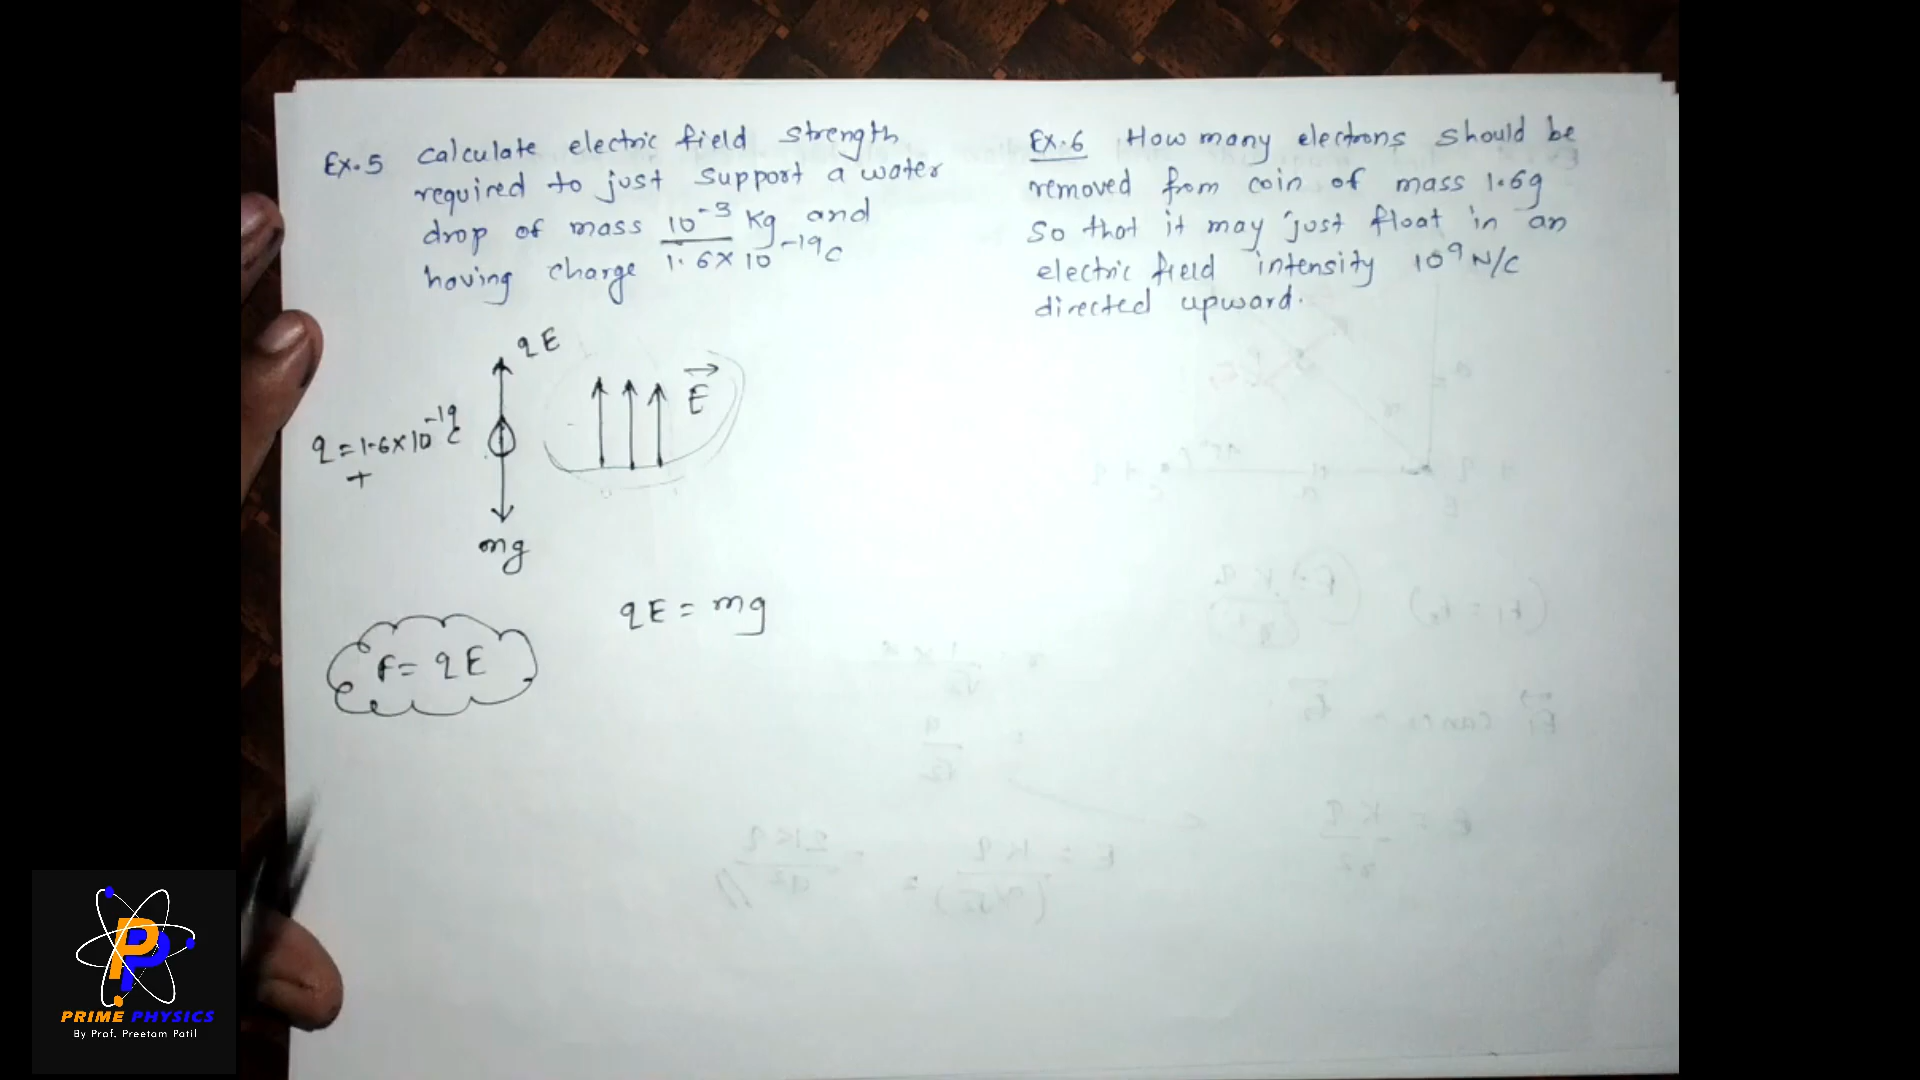 Ex.5 Calculate electric field strength
required to just support a water
drop of mass 10⁻³ kg and
having charge 1.6×10⁻¹⁹C
qE
E
q = 1.6×10⁻¹⁹C
+
mg
qE = mg
F = qE
Ex.6 How many electrons should be
removed from coin of mass 1.6g
so that it may just float in an
electric field intensity 10⁹ N/C
directed upward.
PRIME PHYSICS
By Prof. Preetam Patil